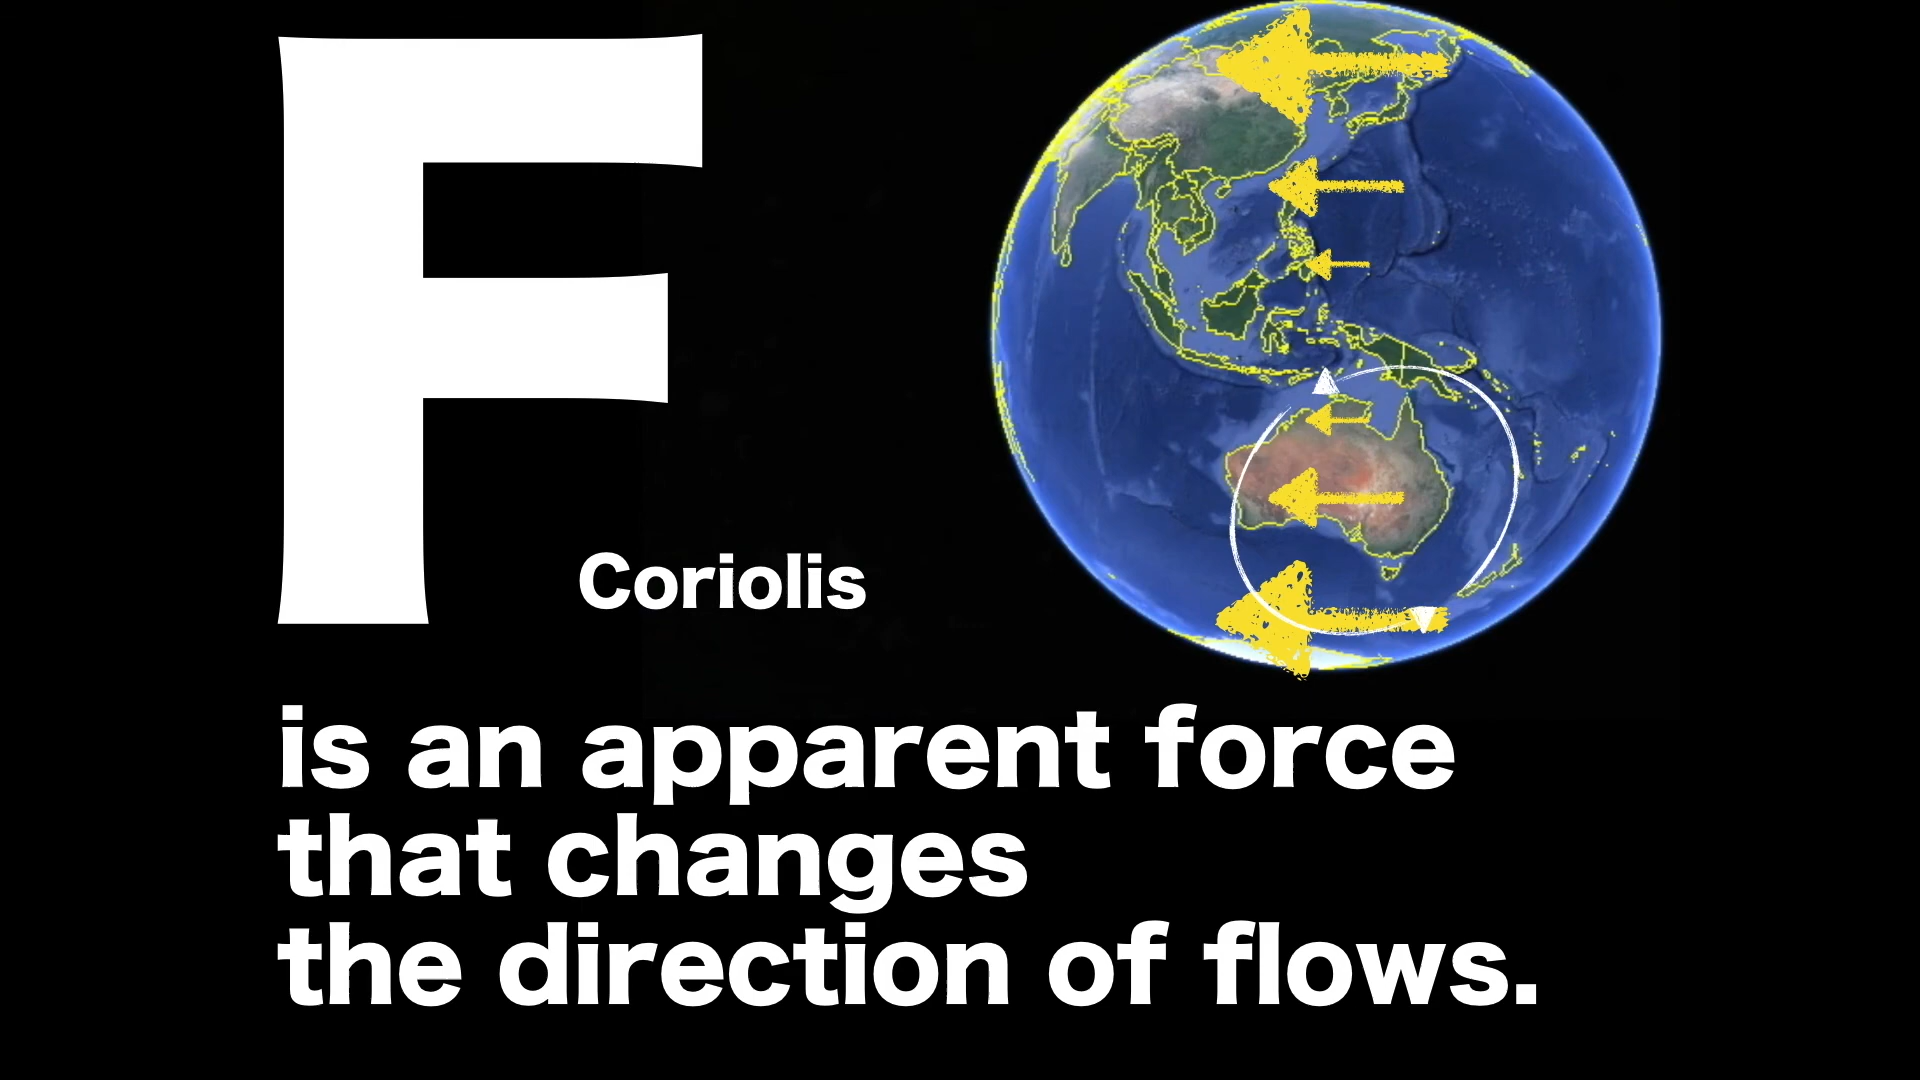 F
Coriolis
is an apparent force
that changes
the direction of flows.